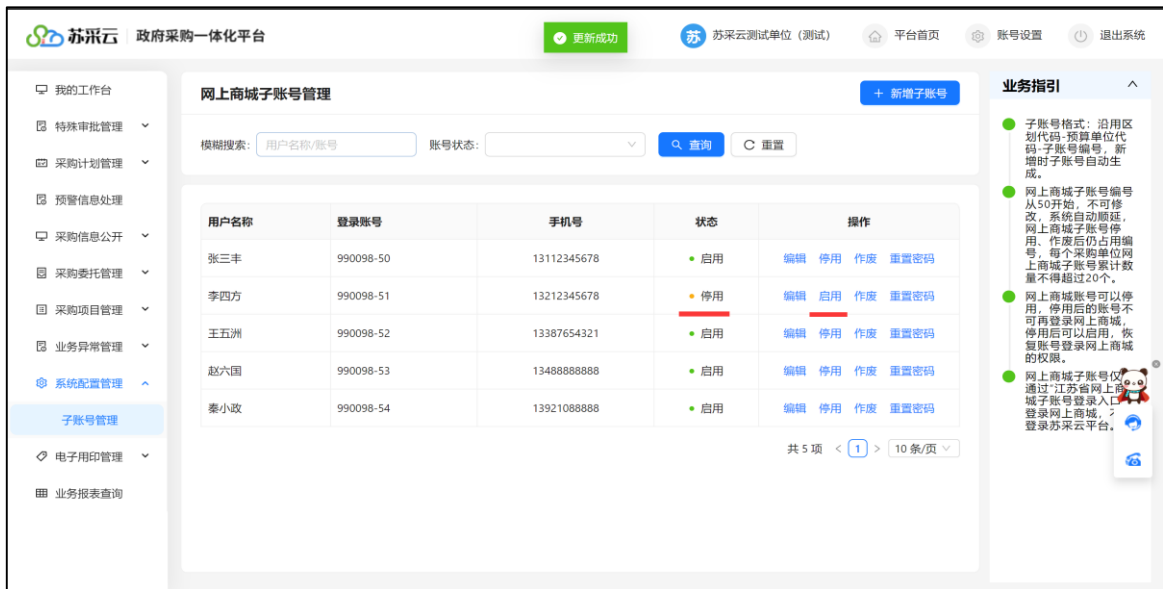 苏采云 政府采购一体化平台
更新成功
苏 苏采云测试单位（测试） 平台首页 账号设置 退出系统
我的工作台
特殊审批管理
采购计划管理
预警信息处理
采购信息公开
采购委托管理
采购项目管理
业务异常管理
系统配置管理
子账号管理
电子用印管理
业务报表查询
网上商城子账号管理
+ 新增子账号
模糊搜索: 用户名称/账号 账号状态: 查询 重置
用户名称 登录账号 手机号 状态 操作
张三丰 990098-50 13112345678 启用 编辑 停用 作废 重置密码
李四方 990098-51 13212345678 停用 编辑 启用 作废 重置密码
王五洲 990098-52 13387654321 启用 编辑 停用 作废 重置密码
赵六国 990098-53 13488888888 启用 编辑 停用 作废 重置密码
秦小政 990098-54 13921088888 启用 编辑 停用 作废 重置密码
共 5 项 < 1 > 10 条/页
业务指引
子账号格式：沿用区
划代码-预算单位代
码-子账号编号，新
增时子账号自动生
成。
网上商城子账号编号
从50开始，不可修
改，系统自动顺延，
网上商城子账号停
用、作废后仍占用编
号，每个采购单位网
上商城子账号累计数
量不得超过20个。
网上商城账号可以停
用，停用后的账号不
可再登录网上商城，
停用后可以启用，恢
复账号登录网上商城
的权限。
网上商城子账号仅
通过"江苏省网上商
城子账号登录入口
登录网上商城，
登录苏采云平台。